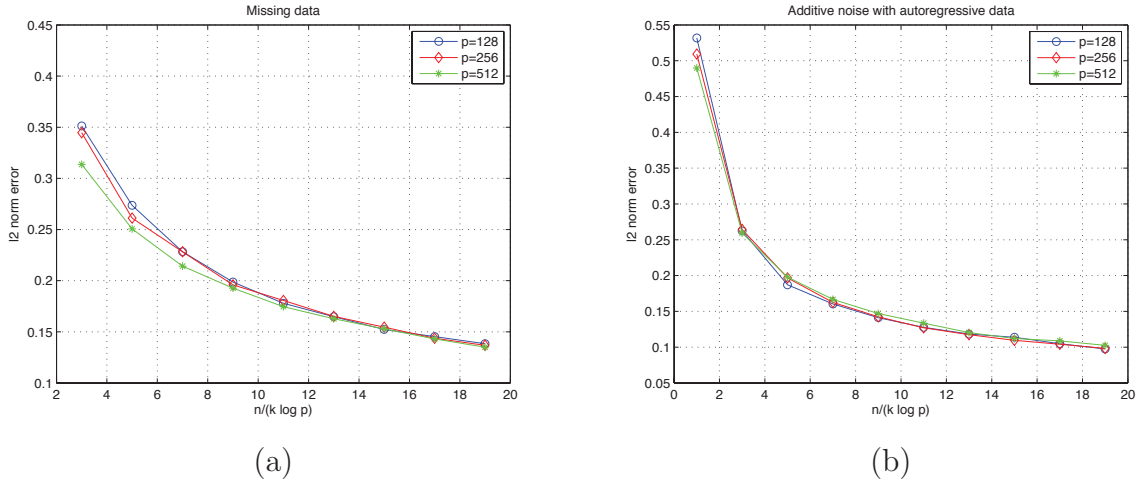 Missing data
0.45
0.4
0.35
0.3
0.25
0.2
0.15
0.1
l2 norm error
p=128
p=256
p=512
2 4 6 8 10 12 14 16 18 20
n/(k log p)
(a)
Additive noise with autoregressive data
0.55
0.5
0.45
0.4
0.35
0.3
0.25
0.2
0.15
0.1
0.05
l2 norm error
p=128
p=256
p=512
0 2 4 6 8 10 12 14 16 18 20
n/(k log p)
(b)